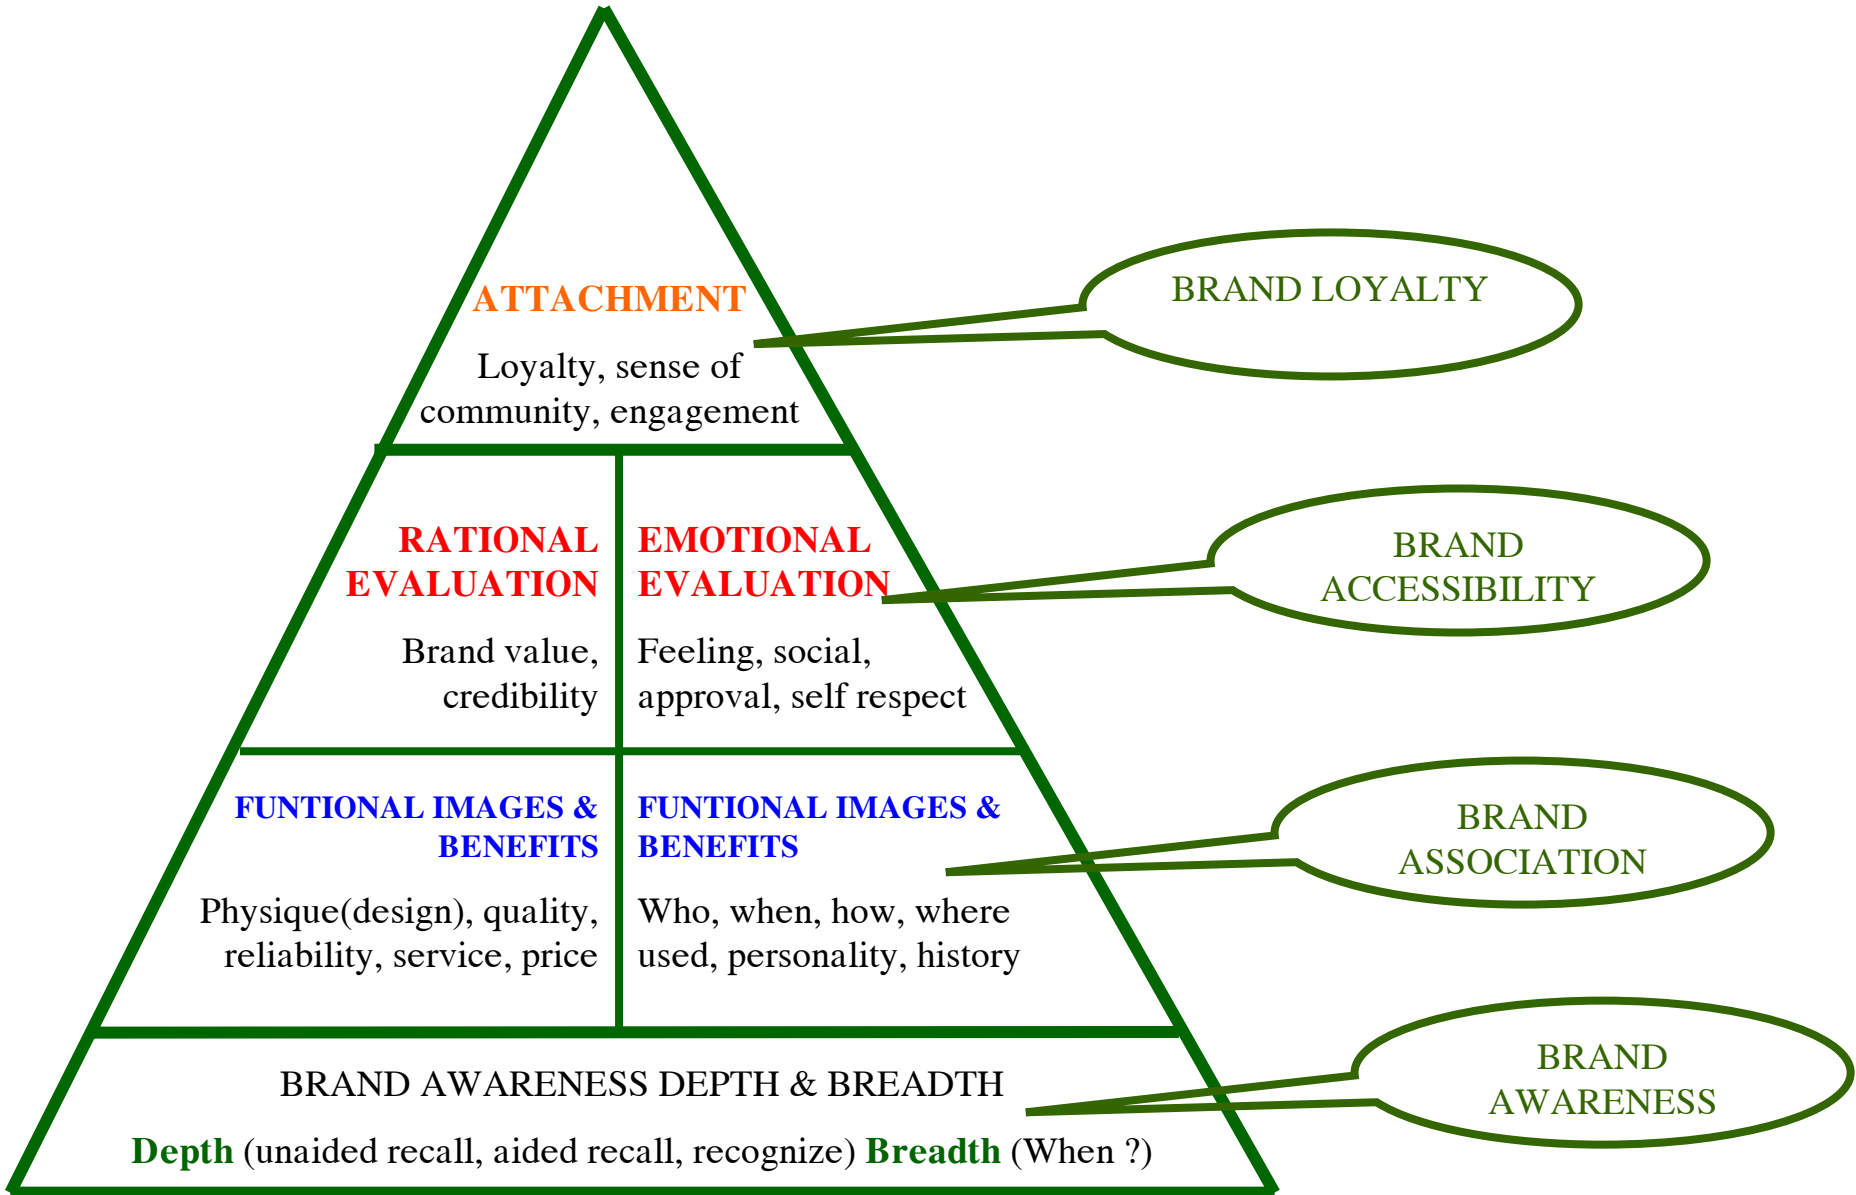 ATTACHMENT
Loyalty, sense of
community, engagement
BRAND LOYALTY
RATIONAL
EVALUATION
Brand value,
credibility
EMOTIONAL
EVALUATION
Feeling, social,
approval, self respect
BRAND
ACCESSIBILITY
FUNTIONAL IMAGES &
BENEFITS
Physique(design), quality,
reliability, service, price
FUNTIONAL IMAGES &
BENEFITS
Who, when, how, where
used, personality, history
BRAND
ASSOCIATION
BRAND AWARENESS DEPTH & BREADTH
Depth (unaided recall, aided recall, recognize) Breadth (When ?)
BRAND
AWARENESS